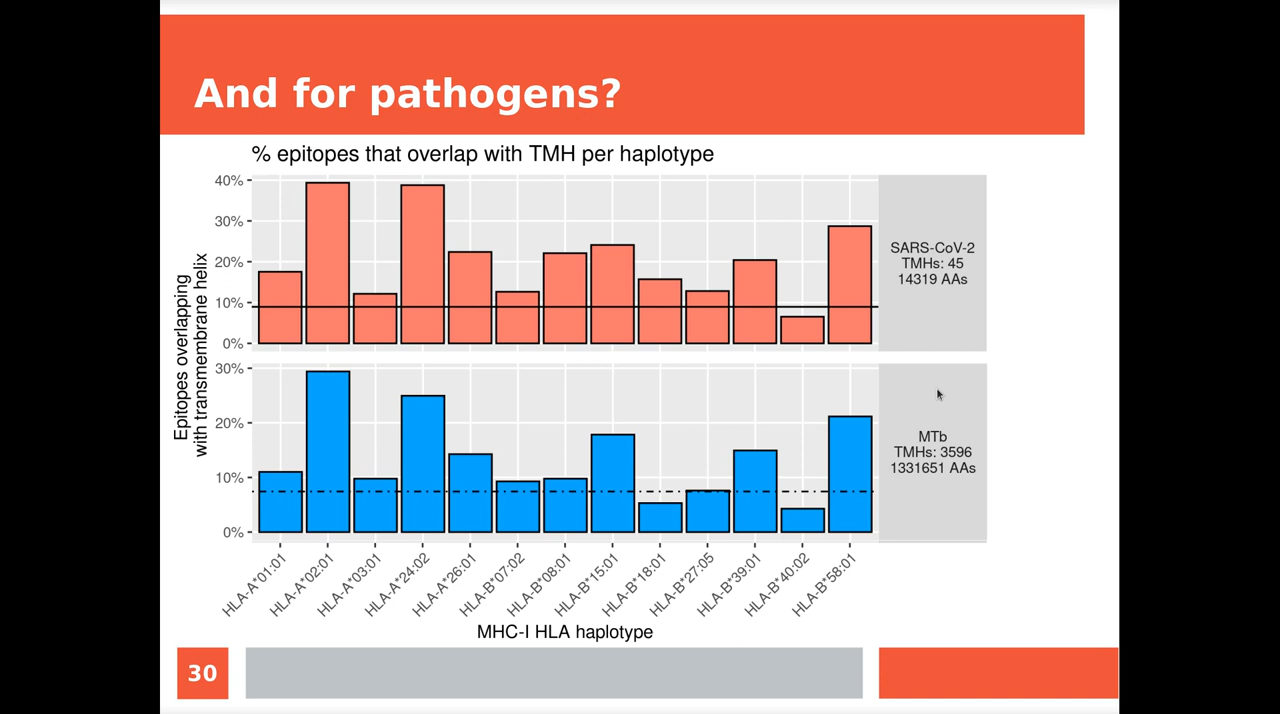 And for pathogens?
% epitopes that overlap with TMH per haplotype
Epitopes overlapping
with transmembrane helix
40%
30%
20%
10%
0%
SARS-CoV-2
TMHs: 45
14319 AAs
30%
20%
10%
0%
MTb
TMHs: 3596
1331651 AAs
HLA-A*01:01
HLA-A*02:01
HLA-A*03:01
HLA-A*24:02
HLA-A*26:01
HLA-B*07:02
HLA-B*08:01
HLA-B*15:01
HLA-B*18:01
HLA-B*27:05
HLA-B*39:01
HLA-B*40:02
HLA-B*58:01
MHC-I HLA haplotype
30